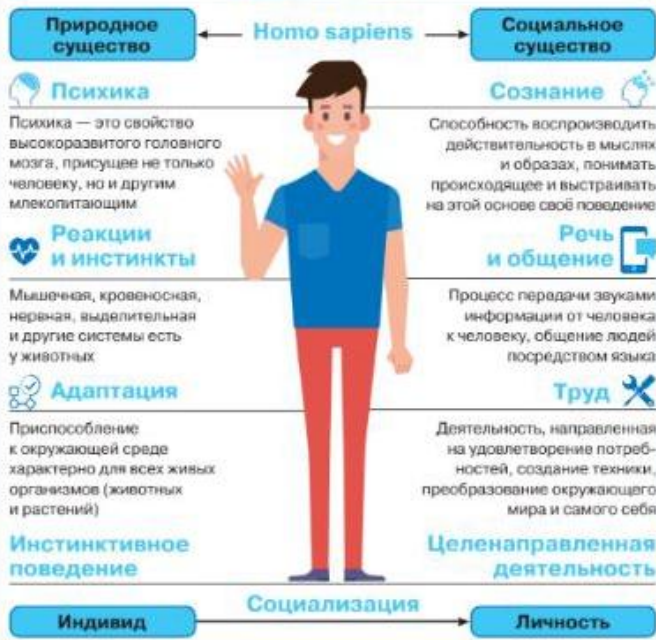 Природное
существо
Homo sapiens
Социальное
существо
Психика
Психика — это свойство
высокоразвитого головного
мозга, присущее не только
человеку, но и другим
млекопитающим
Сознание
Способность воспроизводить
действительность в мыслях
и образах, понимать
происходящее и выстраивать
на этой основе своё поведение
Реакции
и инстинкты
Мышечная, кровеносная,
нервная, выделительная
и другие системы есть
у животных
Речь
и общение
Процесс передачи звуками
информации от человека
к человеку, общение людей
посредством языка
Адаптация
Приспособление
к окружающей среде
характерно для всех живых
организмов (животных
и растений)
Труд
Деятельность, направленная
на удовлетворение потреб-
ностей, создание техники,
преобразование окружающего
мира и самого себя
Инстинктивное
поведение
Целенаправленная
деятельность
Индивид
Социализация
Личность